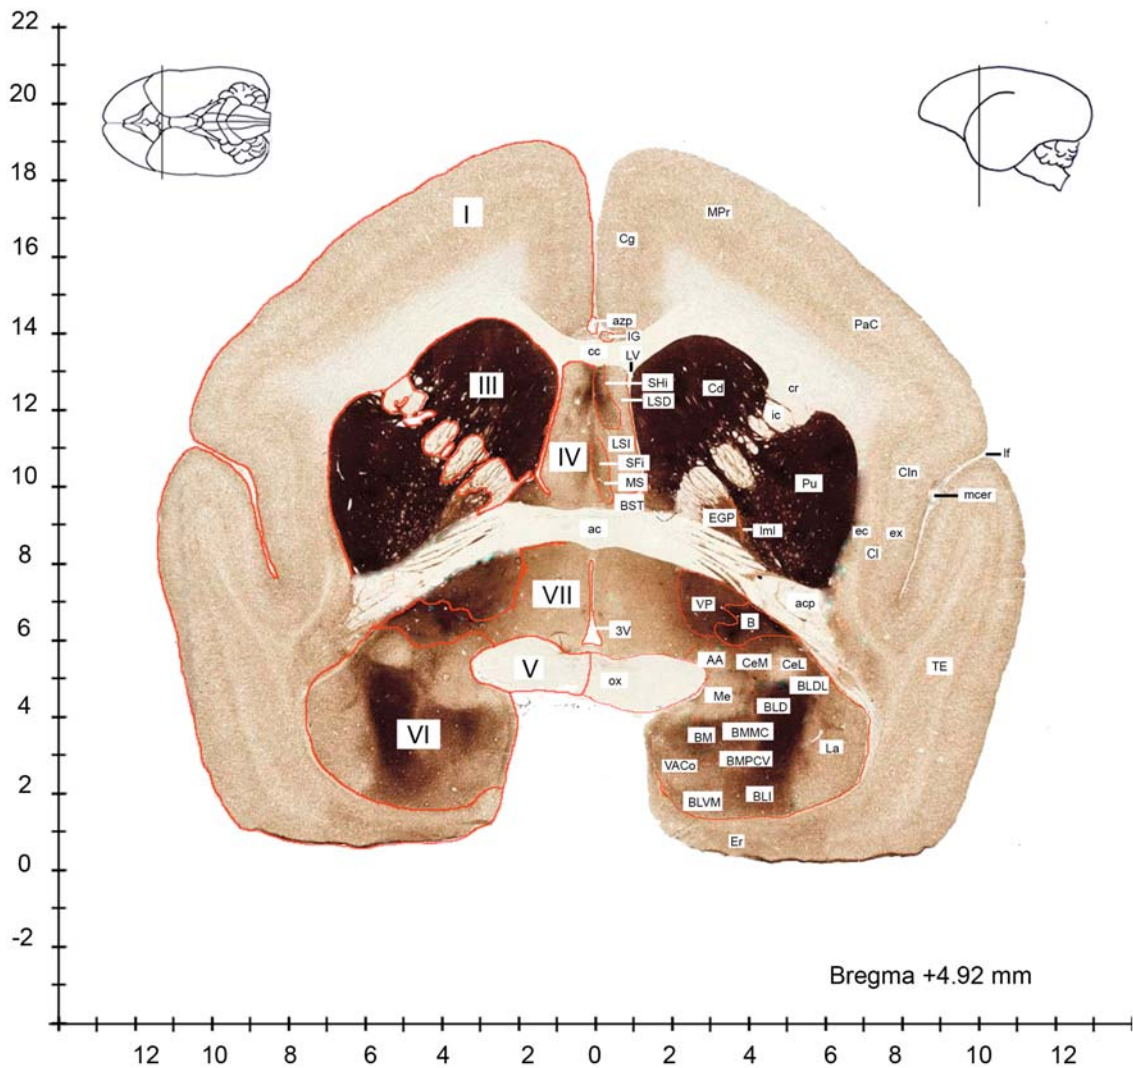 22
20
18
16
14
12
10
8
6
4
2
0
-2
I
MPr
Cg
PaC
azp
IG
cc
LV
III
SHi
Cd
cr
LSD
ic
LSI
lf
IV
SFi
CIn
MS
Pu
mcer
BST
EGP
ac
lml
ec
ex
Cl
VII
VP
acp
B
3V
AA
CeM
CeL
TE
V
ox
BLDL
Me
BLD
VI
BM
BMMC
La
BMPCV
VACo
BLVM
BLI
Er
Bregma +4.92 mm
12 10 8 6 4 2 0 2 4 6 8 10 12